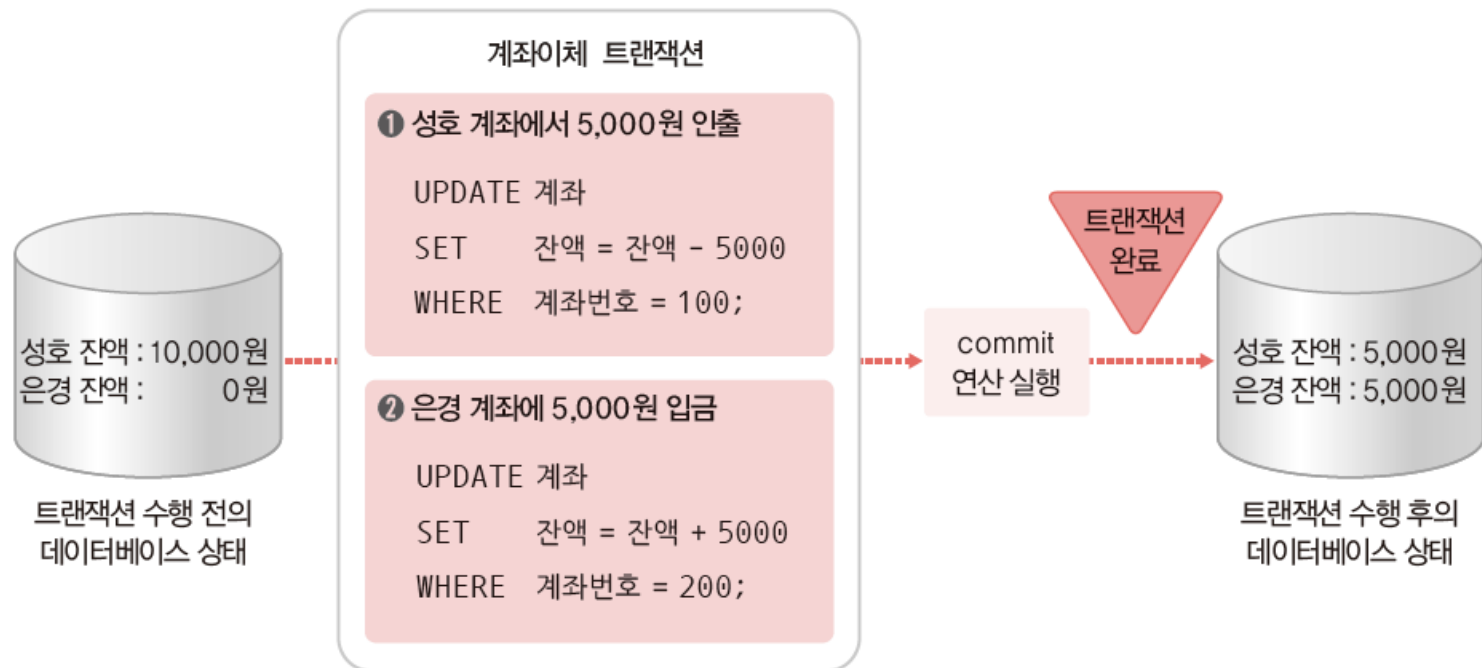 계좌이체 트랜잭션
❶ 성호 계좌에서 5,000원 인출
UPDATE 계좌
SET 잔액 = 잔액 - 5000
WHERE 계좌번호 = 100;
❷ 은경 계좌에 5,000원 입금
UPDATE 계좌
SET 잔액 = 잔액 + 5000
WHERE 계좌번호 = 200;
성호 잔액 : 10,000원
은경 잔액 : 0원
트랜잭션 수행 전의
데이터베이스 상태
commit
연산 실행
트랜잭션
완료
성호 잔액 : 5,000원
은경 잔액 : 5,000원
트랜잭션 수행 후의
데이터베이스 상태